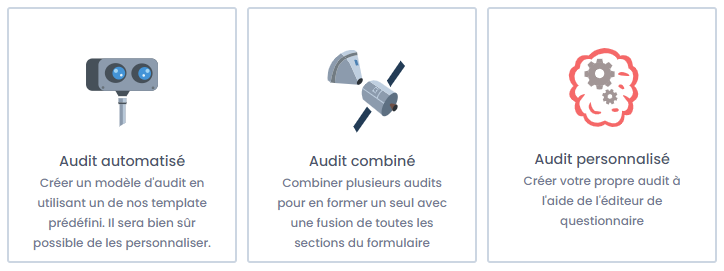 Audit automatisé
Créer un modèle d'audit en
utilisant un de nos template
prédéfini. Il sera bien sûr
possible de les personnaliser.
Audit combiné
Combiner plusieurs audits
pour en former un seul avec
une fusion de toutes les
sections du formulaire
Audit personnalisé
Créer votre propre audit à
l'aide de l'éditeur de
questionnaire